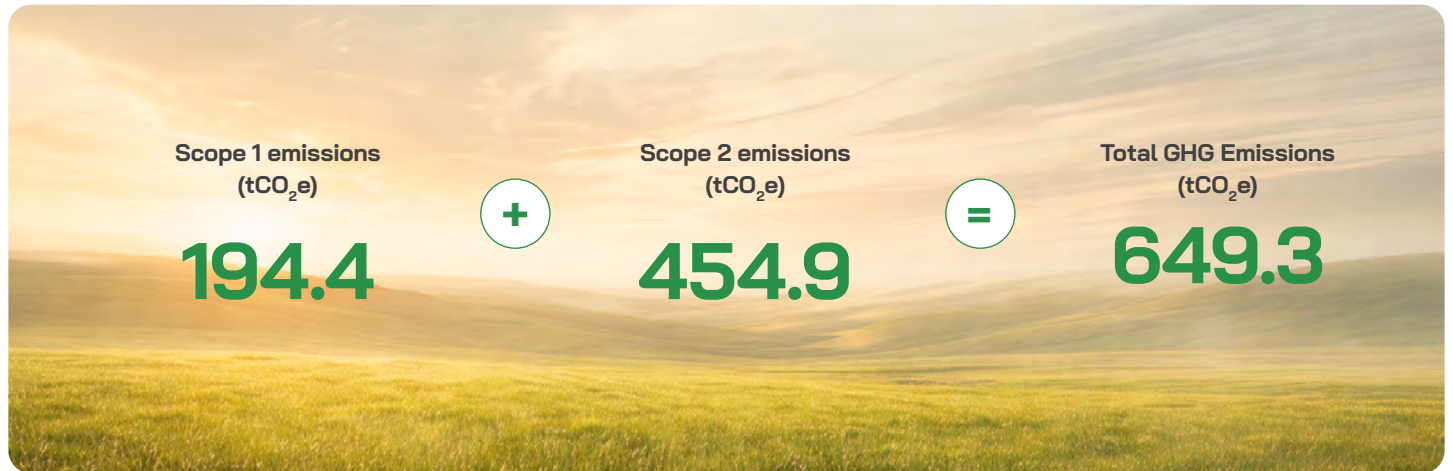 Scope 1 emissions
(tCO₂e)
194.4
+
Scope 2 emissions
(tCO₂e)
454.9
=
Total GHG Emissions
(tCO₂e)
649.3